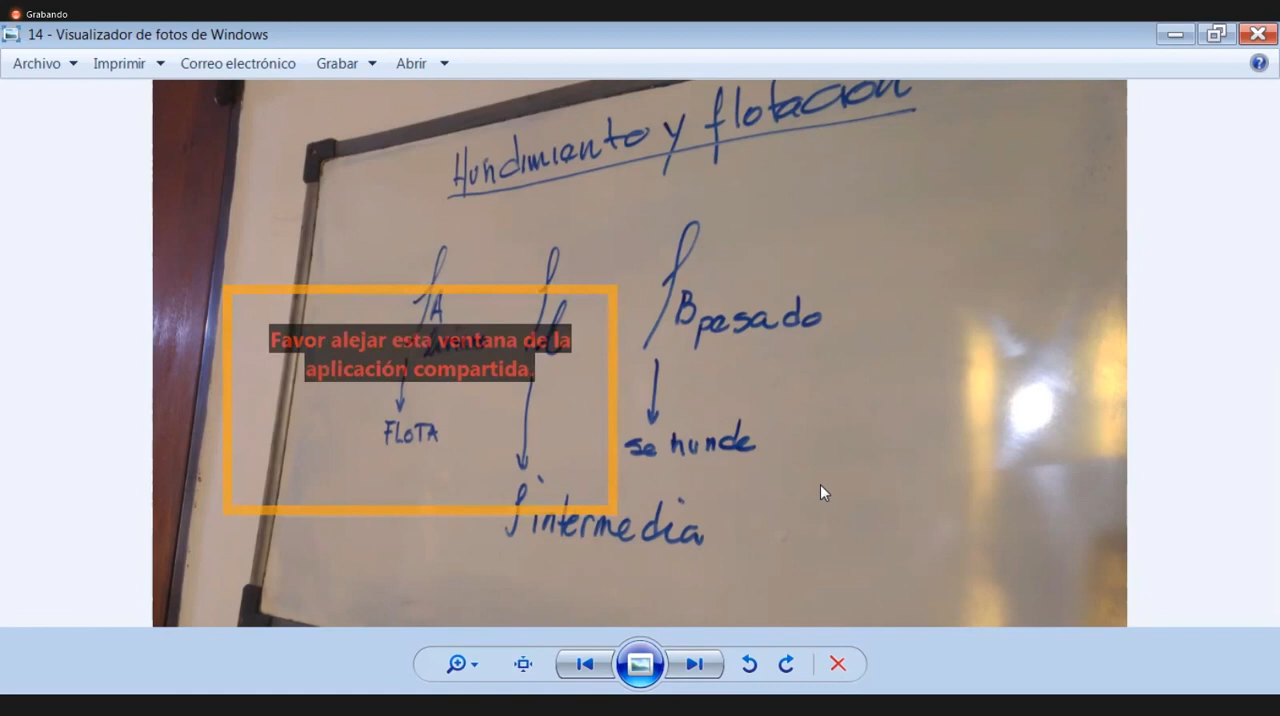 Grabando
14 - Visualizador de fotos de Windows
Archivo Imprimir Correo electrónico Grabar Abrir
Hundimiento y flotación
ρA ρl ρB pesado
Favor alejar esta ventana de la
aplicación compartida.
FLOTA
se hunde
ρ intermedia